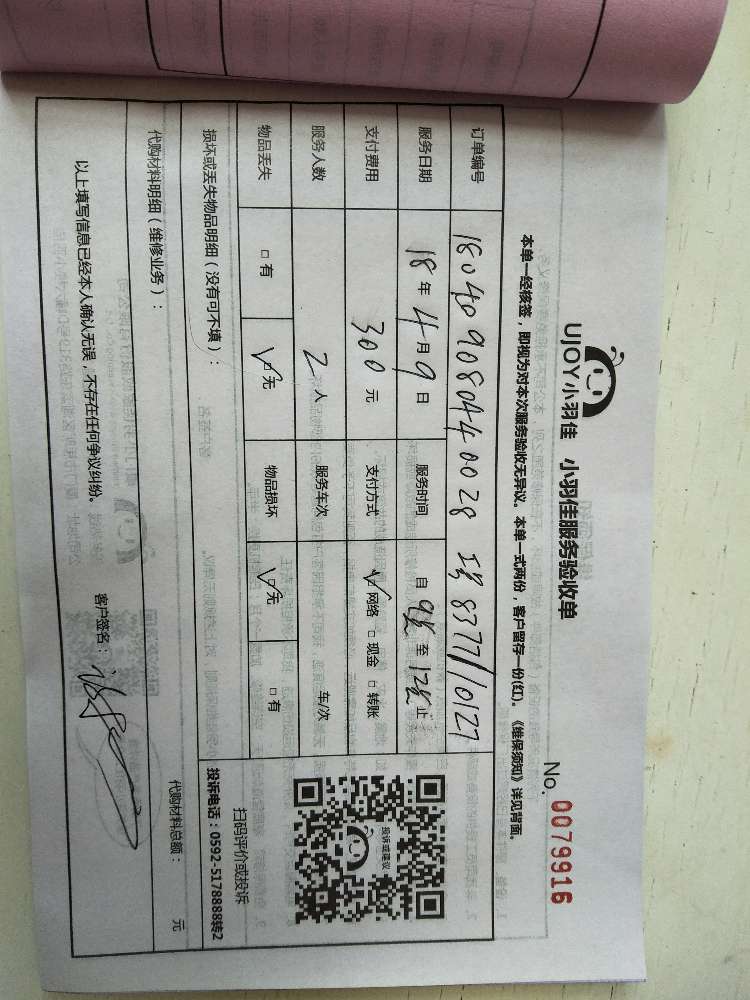 UJOY小羽佳 小羽佳服务验收单
No. 0079916
本单一经核签，即视为对本次服务验收无异议。本单一式两份，客户留存一份(红)。《维保须知》详见背面。
订单编号 18040908044 0028 工号 8377/10127
服务日期 18 年 4 月 9 日 服务时间 自 9点 至 12点 止
支付费用 300 元 支付方式 ☑ 网络 □ 现金 □ 转账
服务人数 2 人 服务车次 车/次
物品丢失 □ 有 ☑ 无 物品损坏 ☑ 无 □ 有
损坏或丢失物品明细（没有可不填）：
投诉或建议
扫码评价或投诉
投诉电话：0592-5178888转2
代购材料明细（维修业务）：
代购材料总额： 元
以上填写信息已经本人确认无误，不存在任何争议纠纷。
客户签名：